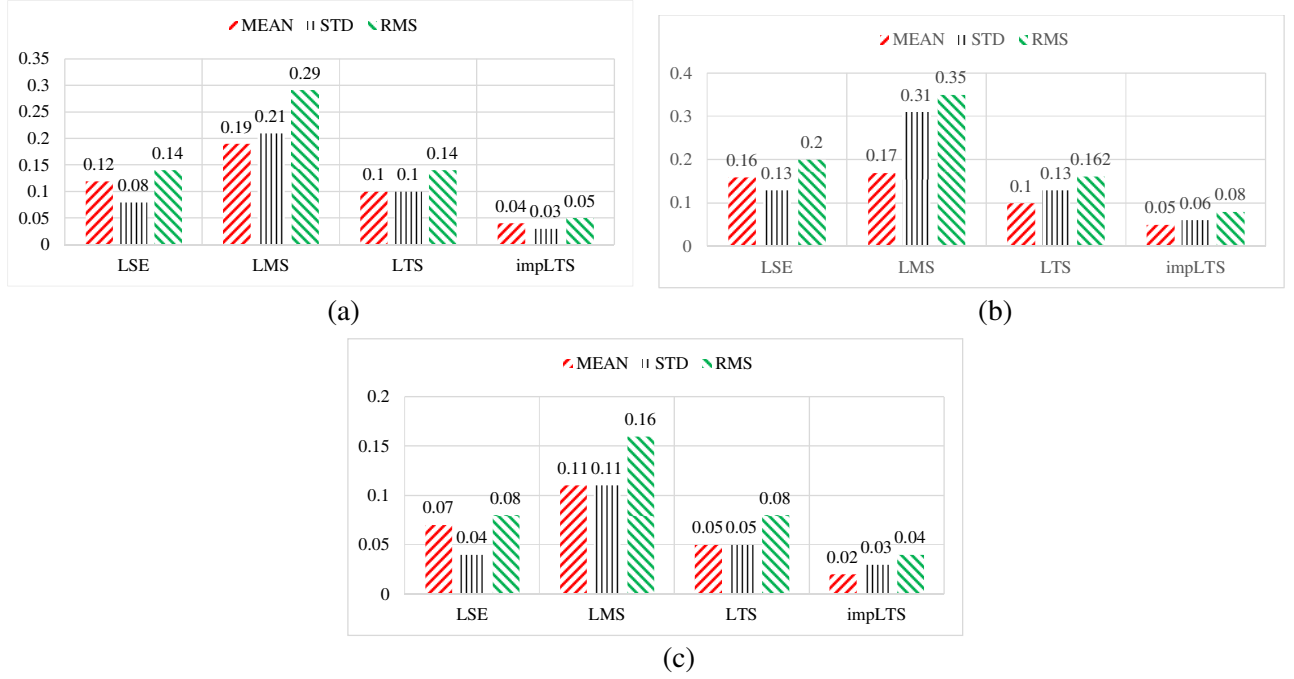 MEAN STD RMS
0.35
0.3
0.25
0.2
0.15
0.1
0.05
0
0.12 0.08 0.14
0.19 0.21 0.29
0.1 0.1 0.14
0.04 0.03 0.05
LSE LMS LTS impLTS
(a)
MEAN STD RMS
0.4
0.3
0.2
0.1
0
0.16 0.13 0.2
0.17 0.31 0.35
0.1 0.13 0.162
0.05 0.06 0.08
LSE LMS LTS impLTS
(b)
MEAN STD RMS
0.2
0.15
0.1
0.05
0
0.07 0.04 0.08
0.11 0.11 0.16
0.05 0.05 0.08
0.02 0.03 0.04
LSE LMS LTS impLTS
(c)